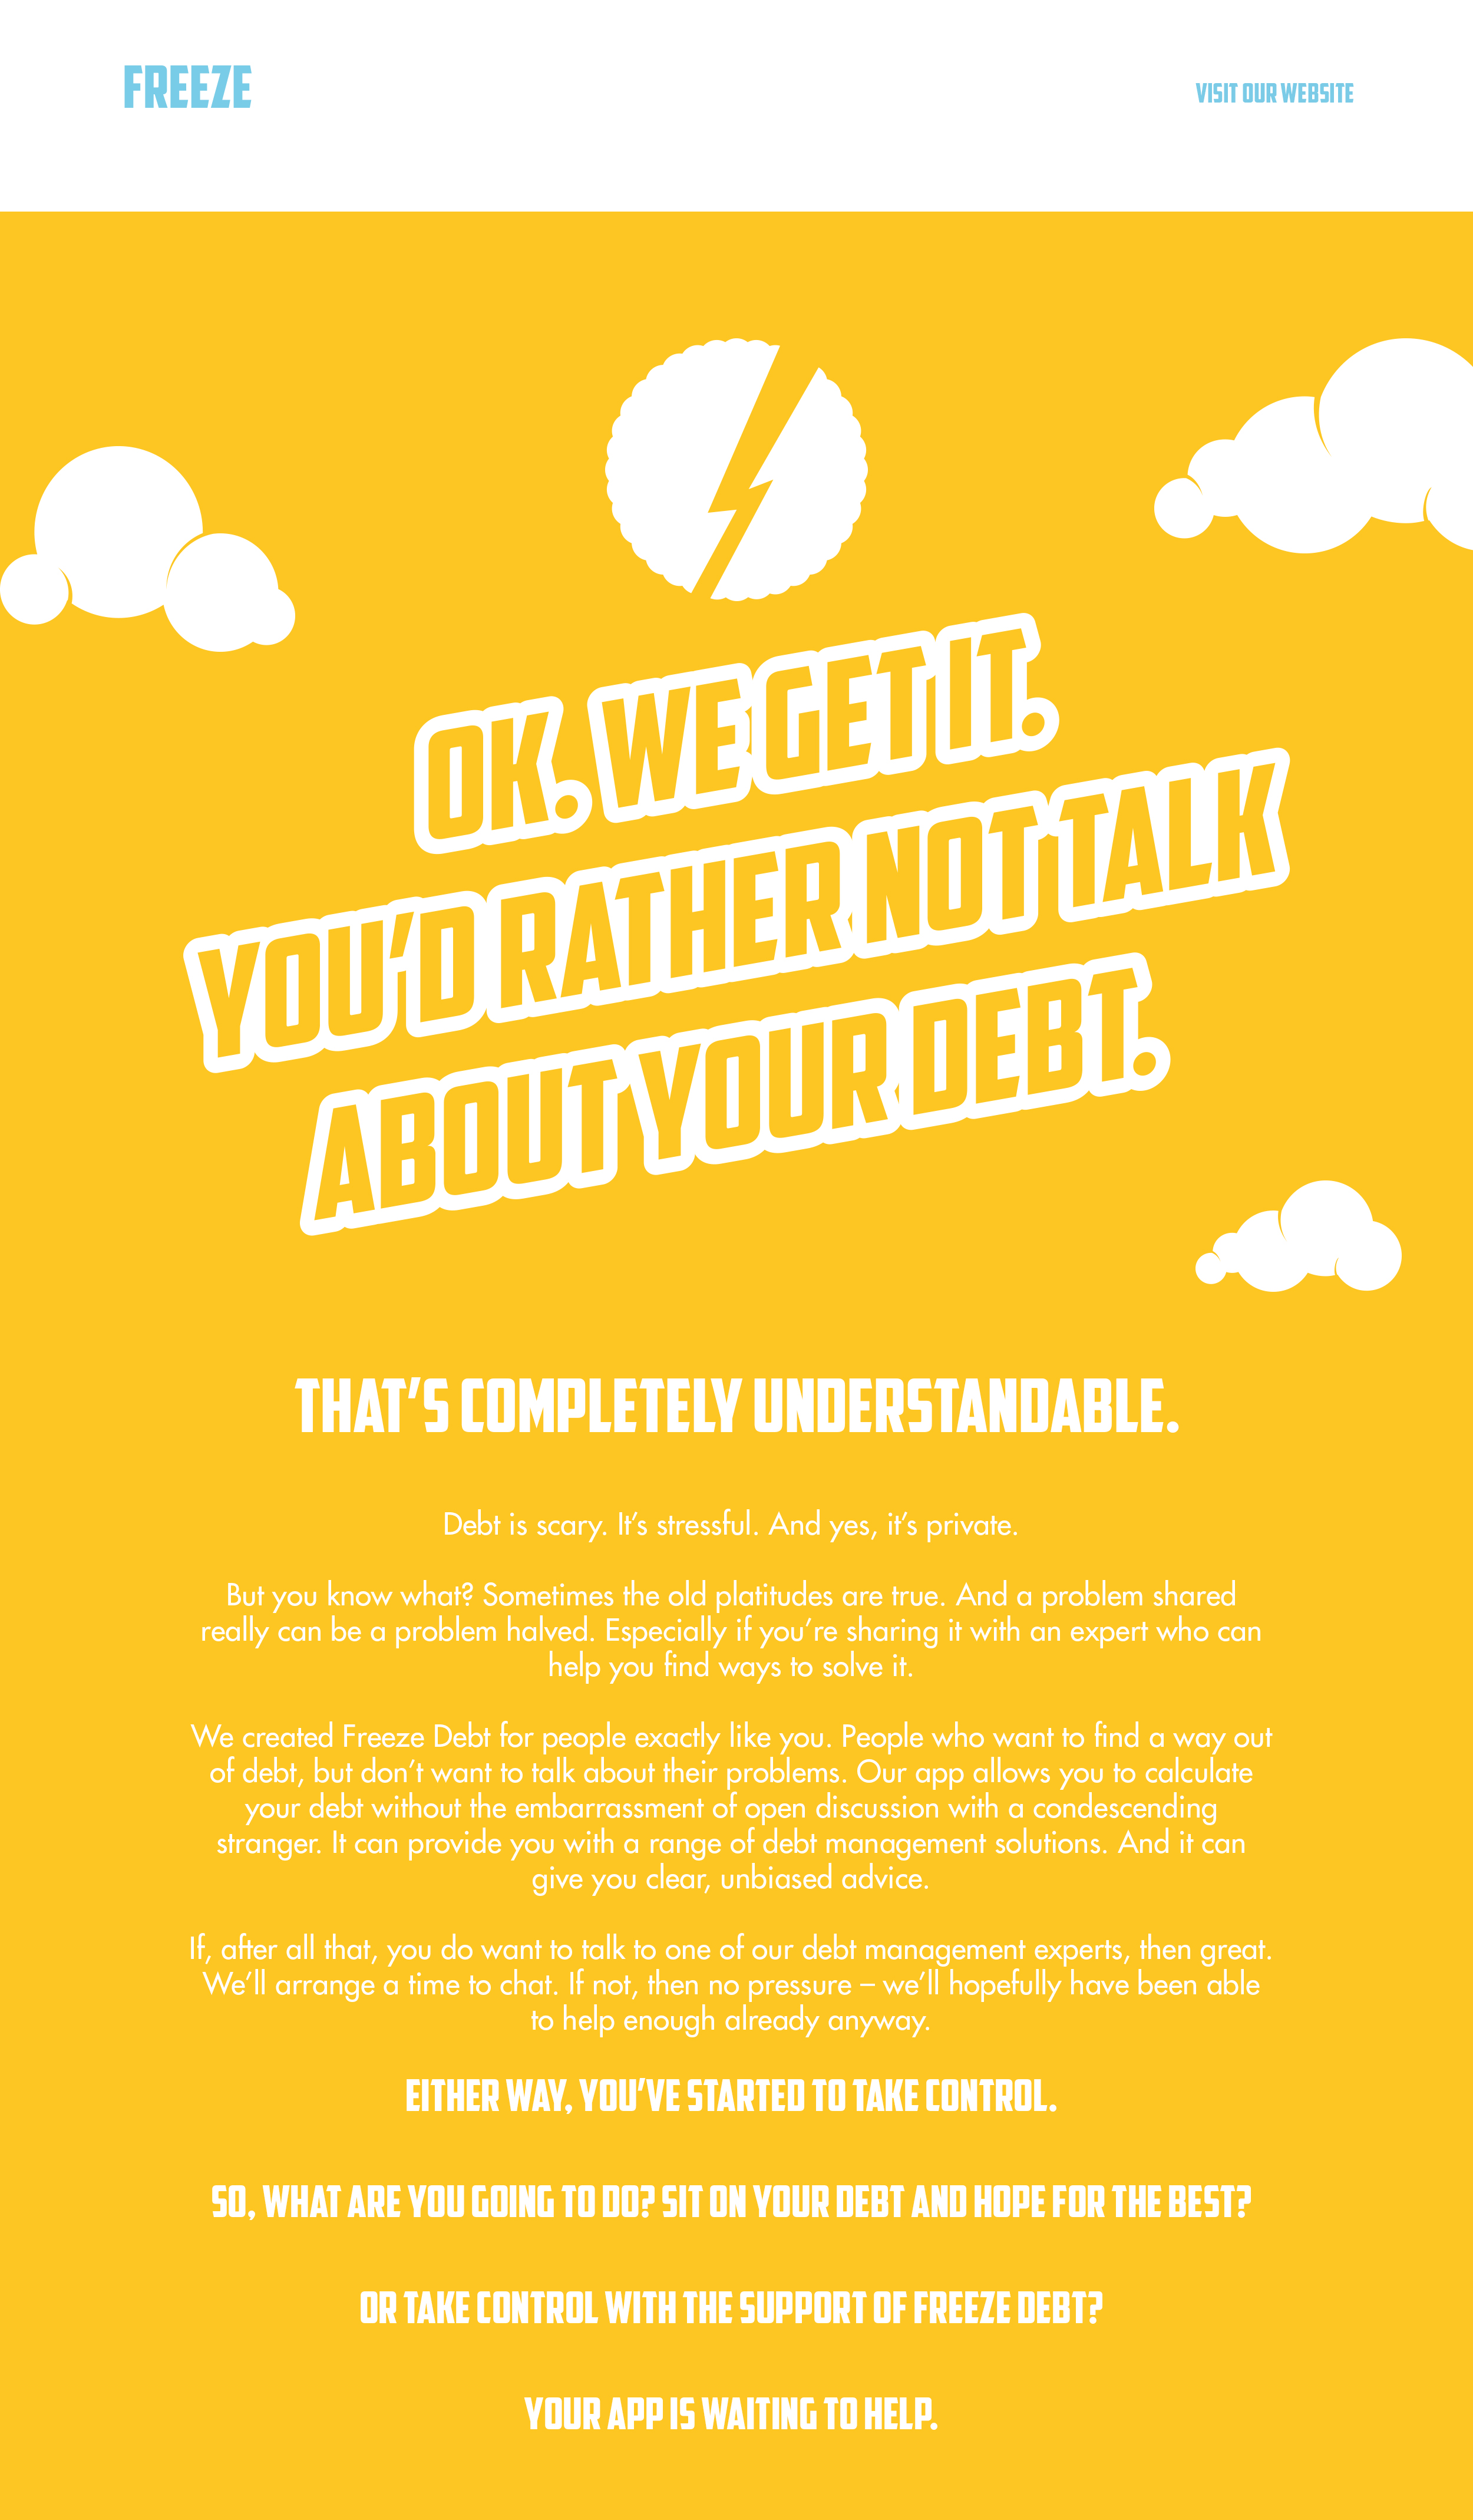 FREEZE
VISIT OUR WEBSITE
OK. WE GET IT.
YOU'D RATHER NOT TALK
ABOUT YOUR DEBT.
THAT'S COMPLETELY UNDERSTANDABLE.
Debt is scary. It's stressful. And yes, it's private.
But you know what? Sometimes the old platitudes are true. And a problem shared
really can be a problem halved. Especially if you're sharing it with an expert who can
help you find ways to solve it.
We created Freeze Debt for people exactly like you. People who want to find a way out
of debt, but don't want to talk about their problems. Our app allows you to calculate
your debt without the embarrassment of open discussion with a condescending
stranger. It can provide you with a range of debt management solutions. And it can
give you clear, unbiased advice.
If, after all that, you do want to talk to one of our debt management experts, then great.
We'll arrange a time to chat. If not, then no pressure – we'll hopefully have been able
to help enough already anyway.
EITHER WAY, YOU'VE STARTED TO TAKE CONTROL.
SO, WHAT ARE YOU GOING TO DO? SIT ON YOUR DEBT AND HOPE FOR THE BEST?
OR TAKE CONTROL WITH THE SUPPORT OF FREEZE DEBT?
YOUR APP IS WAITING TO HELP.